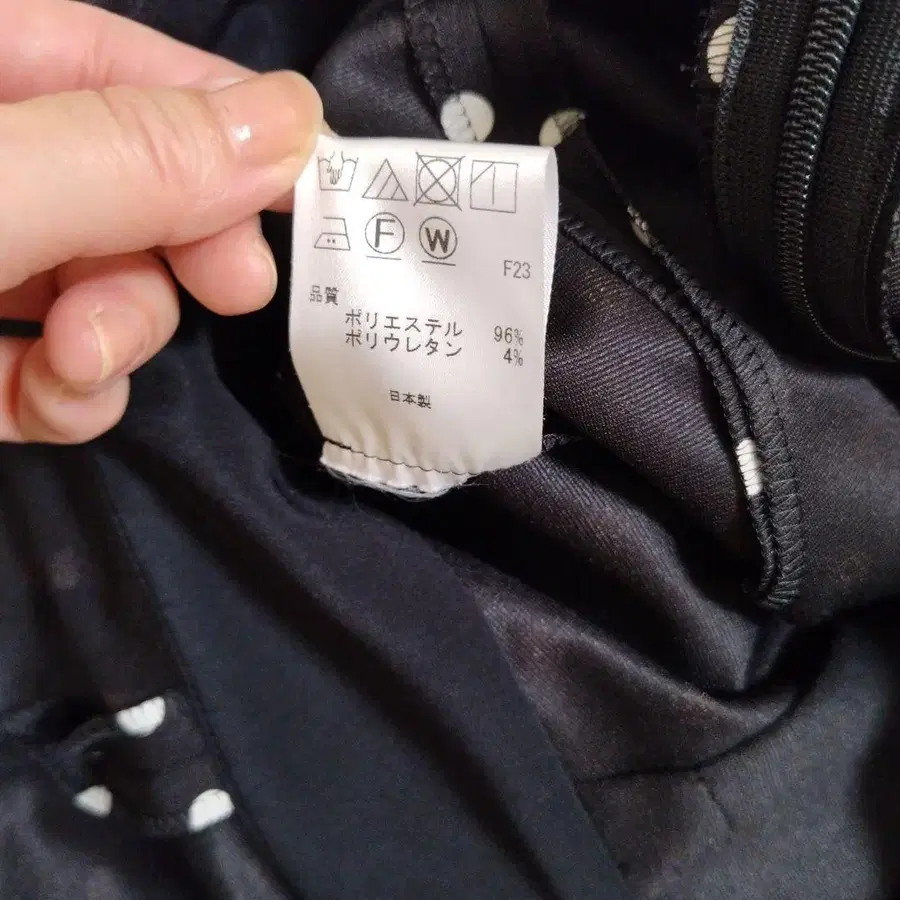 F W
F23
品質
ポリエステル 96%
ポリウレタン 4%
日本製